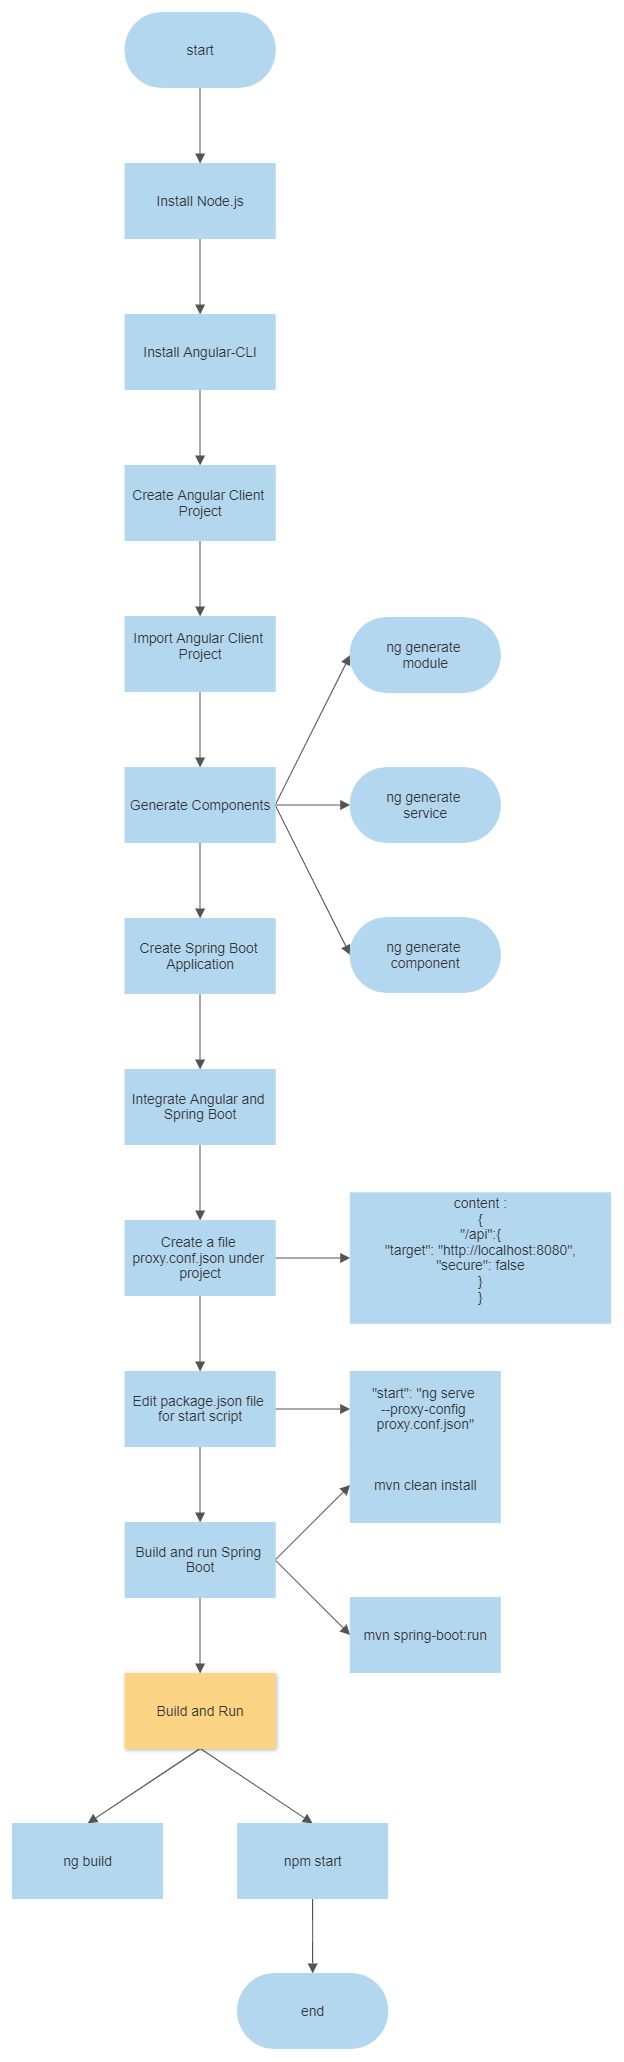 start
Install Node.js
Install Angular-CLI
Create Angular Client
Project
Import Angular Client
Project
Generate Components
ng generate
module
ng generate
service
ng generate
component
Create Spring Boot
Application
Integrate Angular and
Spring Boot
Create a file
proxy.conf.json under
project
content :
{
"/api":{
"target": "http://localhost:8080",
"secure": false
}
}
Edit package.json file
for start script
"start": "ng serve
--proxy-config
proxy.conf.json"
Build and run Spring
Boot
mvn clean install
mvn spring-boot:run
Build and Run
ng build
npm start
end